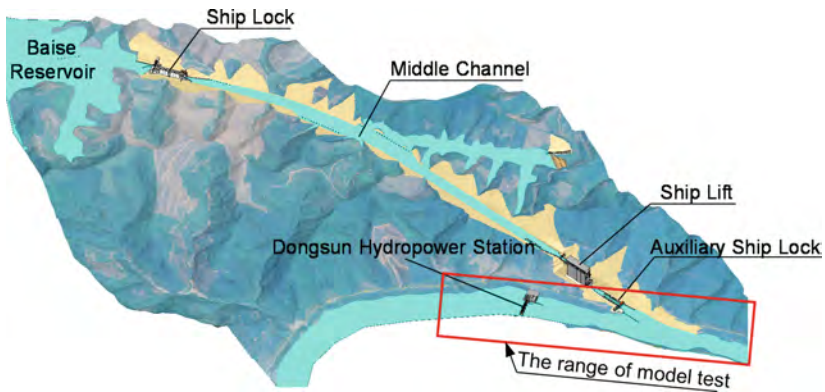 Ship Lock
Baise
Reservoir
Middle Channel
Ship Lift
Dongsun Hydropower Station
Auxiliary Ship Lock
The range of model test